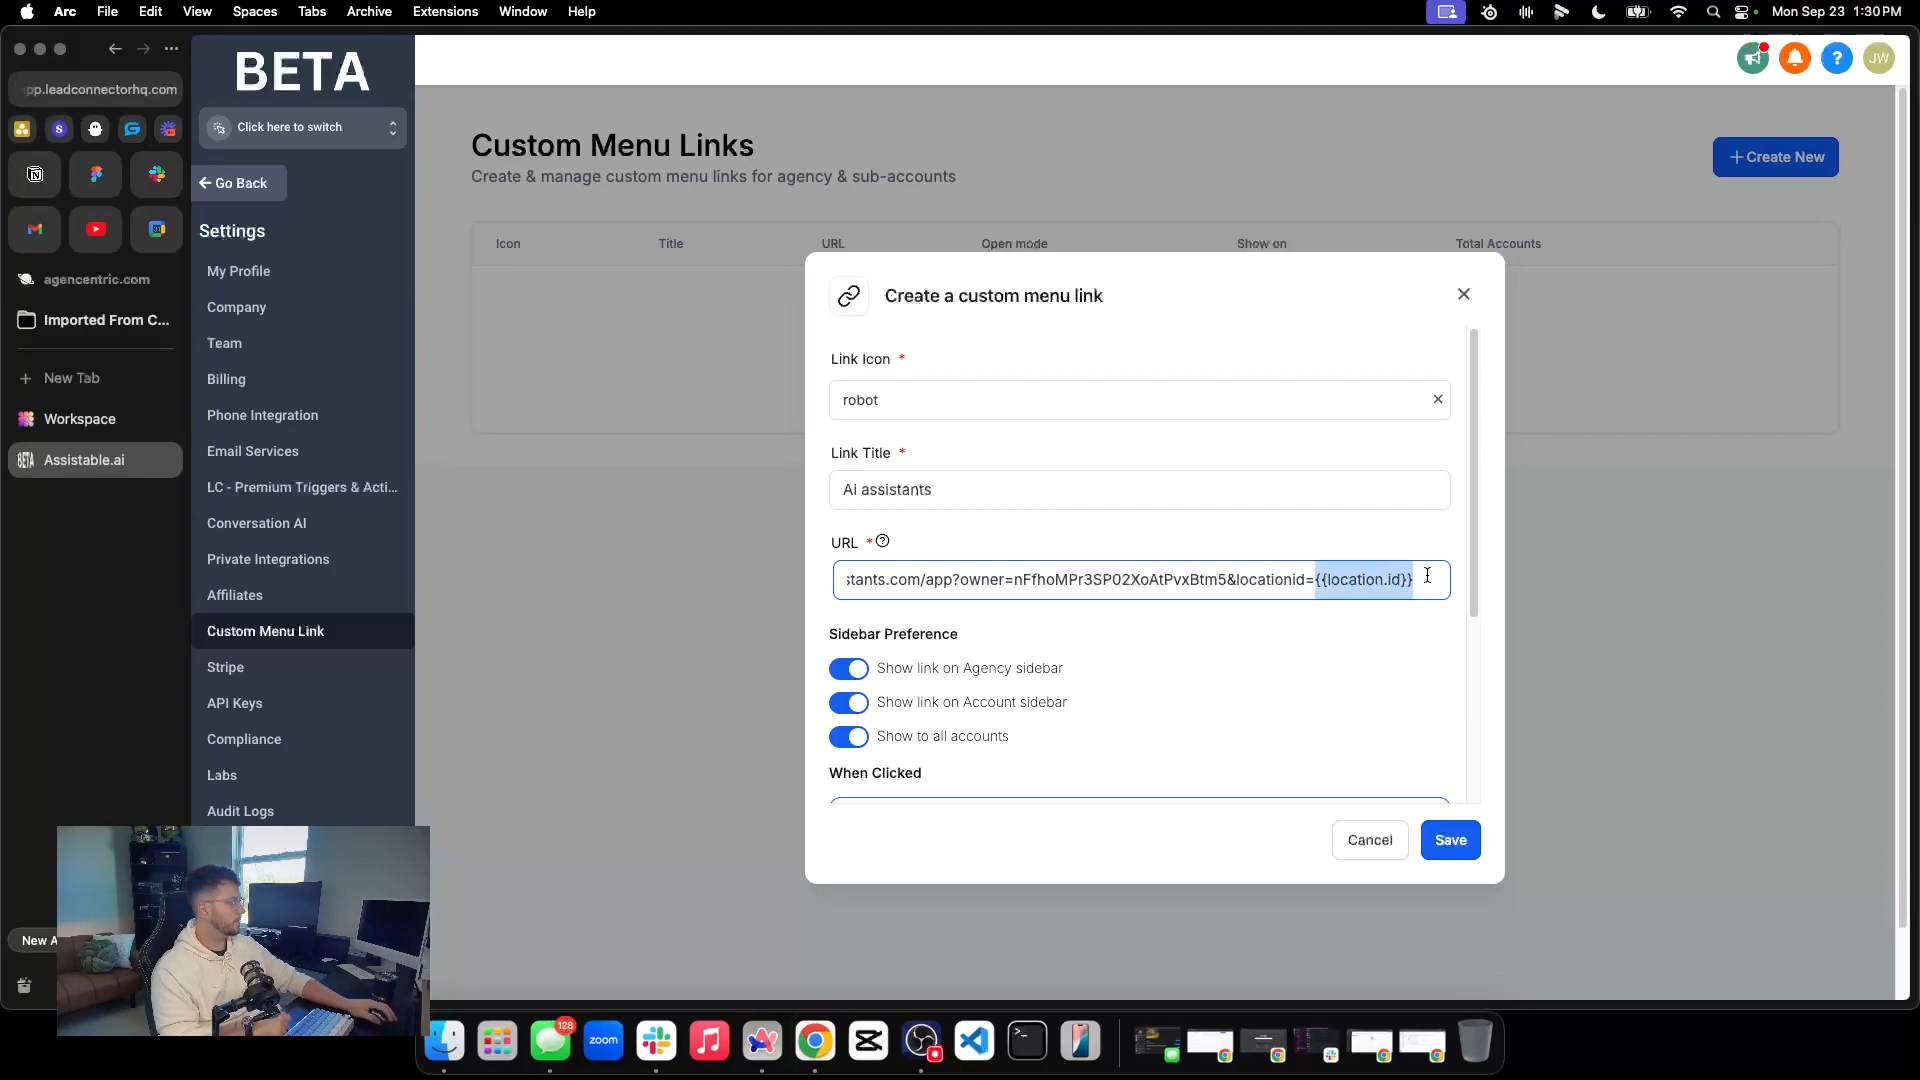 Arc File Edit View Spaces Tabs Archive Extensions Window Help Mon Sep 23 1:30 PM
pp.leadconnectorhq.com
agencentric.com
Imported From C...
New Tab
Workspace
BETA Assistable.ai
New A
BETA
Click here to switch
Go Back
Settings
My Profile
Company
Team
Billing
Phone Integration
Email Services
LC - Premium Triggers & Acti...
Conversation AI
Private Integrations
Affiliates
Custom Menu Link
Stripe
API Keys
Compliance
Labs
Audit Logs
? JW
Custom Menu Links
Create & manage custom menu links for agency & sub-accounts
+ Create New
Icon Title URL Open mode Show on Total Accounts
Create a custom menu link
Link Icon *
robot
Link Title *
Ai assistants
URL *
stants.com/app?owner=nFfhoMPr3SP02XoAtPvxBtm5&locationid={{location.id}}
Sidebar Preference
Show link on Agency sidebar
Show link on Account sidebar
Show to all accounts
When Clicked
Cancel
Save
128
zoom